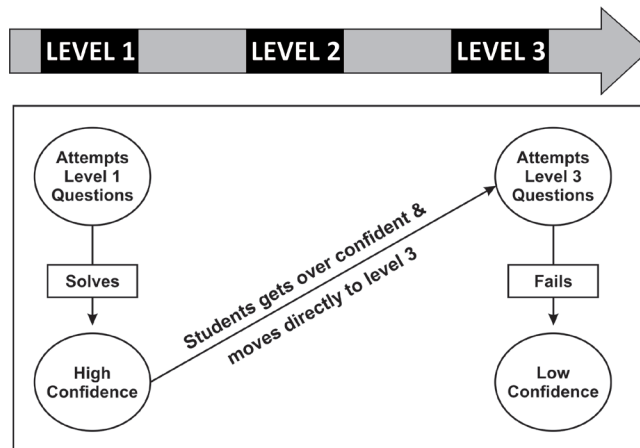 LEVEL 1
LEVEL 2
LEVEL 3
Attempts
Level 1
Questions
Solves
High
Confidence
Students gets over confident &
moves directly to level 3
Attempts
Level 3
Questions
Fails
Low
Confidence